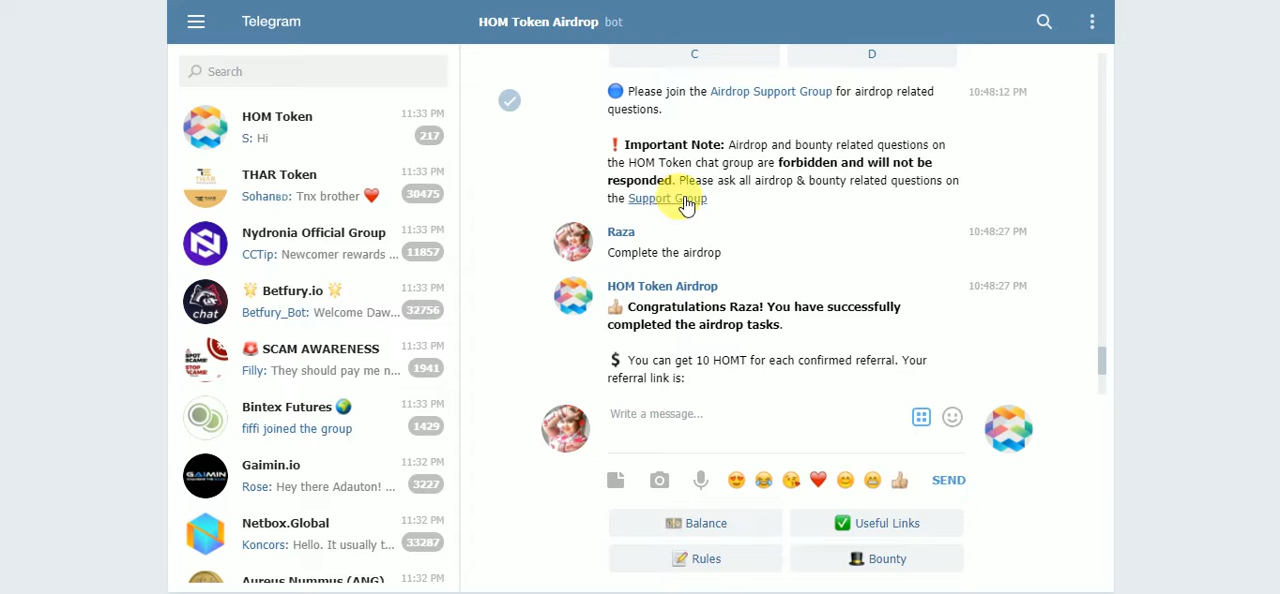 Telegram
HOM Token Airdrop bot
Search
HOM Token 11:33 PM
S: Hi 217
THAR Token 11:33 PM
Sohanʙᴅ: Tnx brother ❤️ 30475
Nydronia Official Group 11:33 PM
CCTip: Newcomer rewards ... 11857
🌟 Betfury.io 🌟 11:33 PM
Betfury_Bot: Welcome Daw... 32756
🚨 SCAM AWARENESS 11:33 PM
Filly: They should pay me n... 1941
Bintex Futures 🌍 11:33 PM
fiffi joined the group 1429
Gaimin.io 11:32 PM
Rose: Hey there Adauton! ... 3227
Netbox.Global 11:32 PM
Koncors: Hello. It usually t... 33287
Aureus Nummus (ANG) 11:32 PM
chat
SPOT SCAMS!
STOP SCAMS!
THAR
GAIMIN
C D
🔵 Please join the Airdrop Support Group for airdrop related 10:48:12 PM
questions.
❗ Important Note: Airdrop and bounty related questions on
the HOM Token chat group are forbidden and will not be
responded. Please ask all airdrop & bounty related questions on
the Support Group
Raza 10:48:27 PM
Complete the airdrop
HOM Token Airdrop 10:48:27 PM
👍 Congratulations Raza! You have successfully
completed the airdrop tasks.
💲 You can get 10 HOMT for each confirmed referral. Your
referral link is:
Write a message...
😍 😂 😘 ❤️ 😊 😁 👍 SEND
💵 Balance ✅ Useful Links
📝 Rules 🎩 Bounty